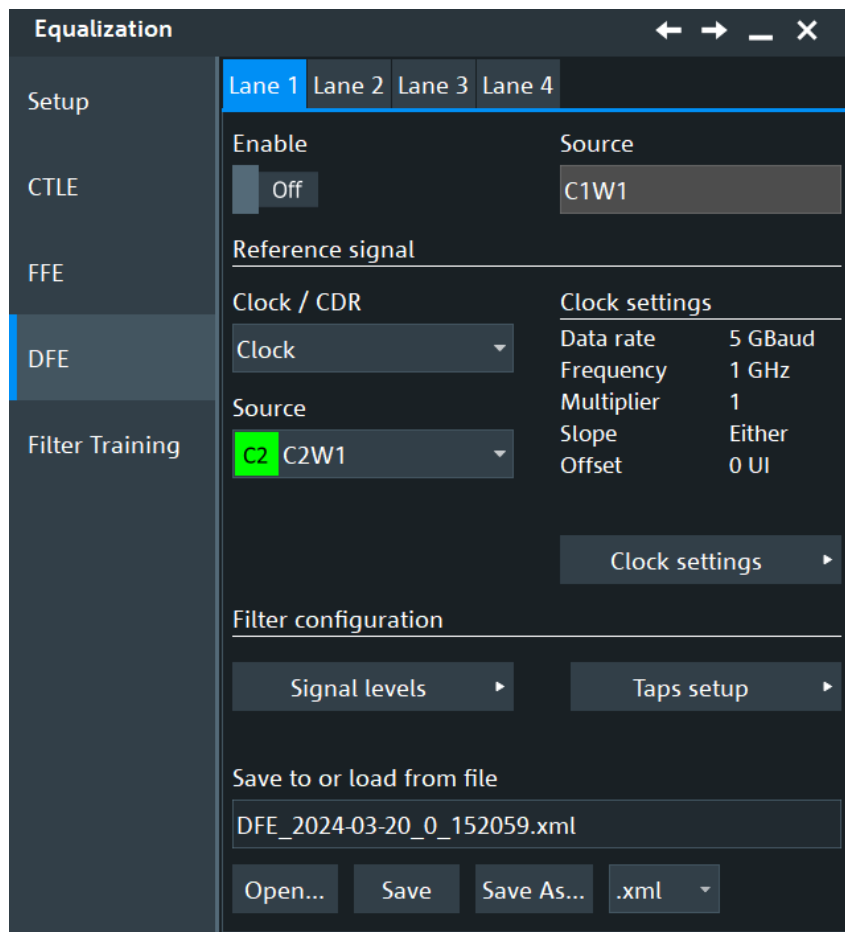 Equalization
Setup
CTLE
FFE
DFE
Filter Training
Lane 1 Lane 2 Lane 3 Lane 4
Enable
Off
Source
C1W1
Reference signal
Clock / CDR
Clock
Source
C2 C2W1
Clock settings
Data rate 5 GBaud
Frequency 1 GHz
Multiplier 1
Slope Either
Offset 0 UI
Clock settings
Filter configuration
Signal levels
Taps setup
Save to or load from file
DFE_2024-03-20_0_152059.xml
Open... Save Save As... .xml